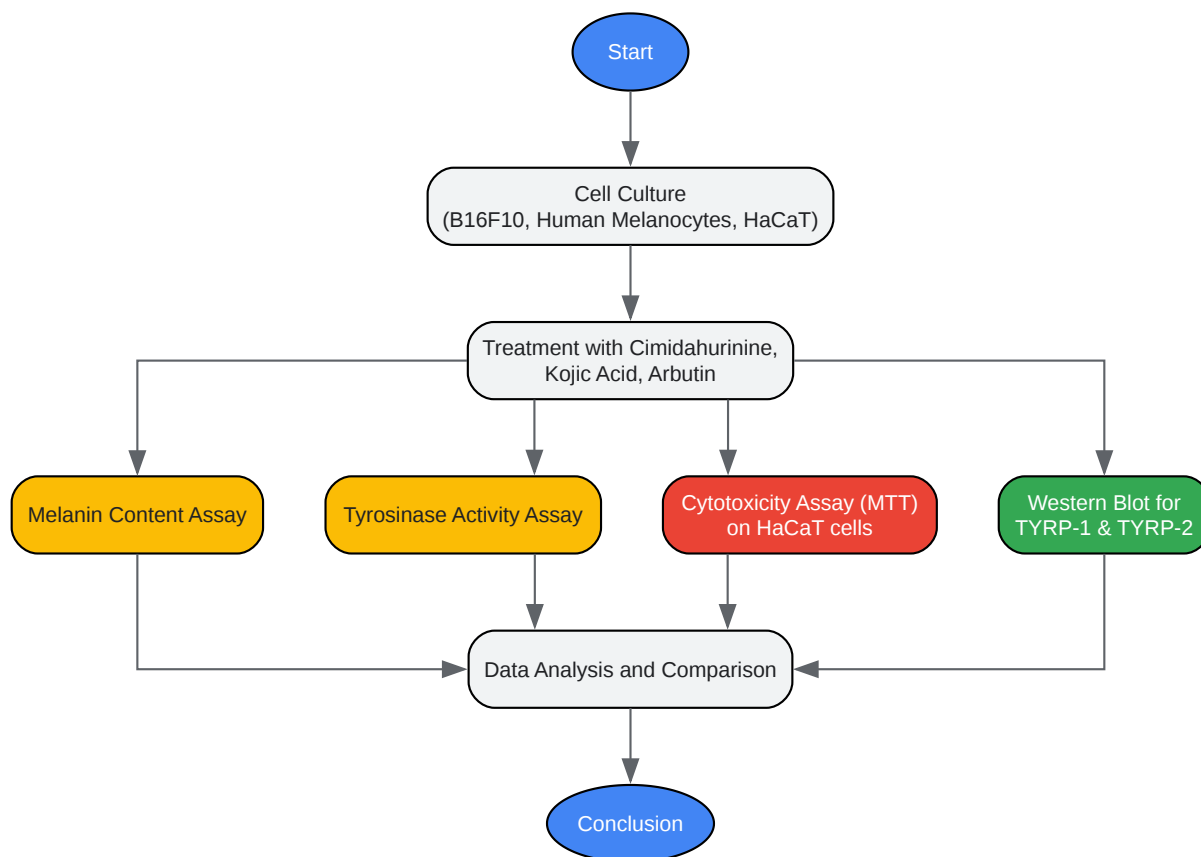 Start
Cell Culture
(B16F10, Human Melanocytes, HaCaT)
Treatment with Cimidahurinine,
Kojic Acid, Arbutin
Melanin Content Assay
Tyrosinase Activity Assay
Cytotoxicity Assay (MTT)
on HaCaT cells
Western Blot for
TYRP-1 & TYRP-2
Data Analysis and Comparison
Conclusion